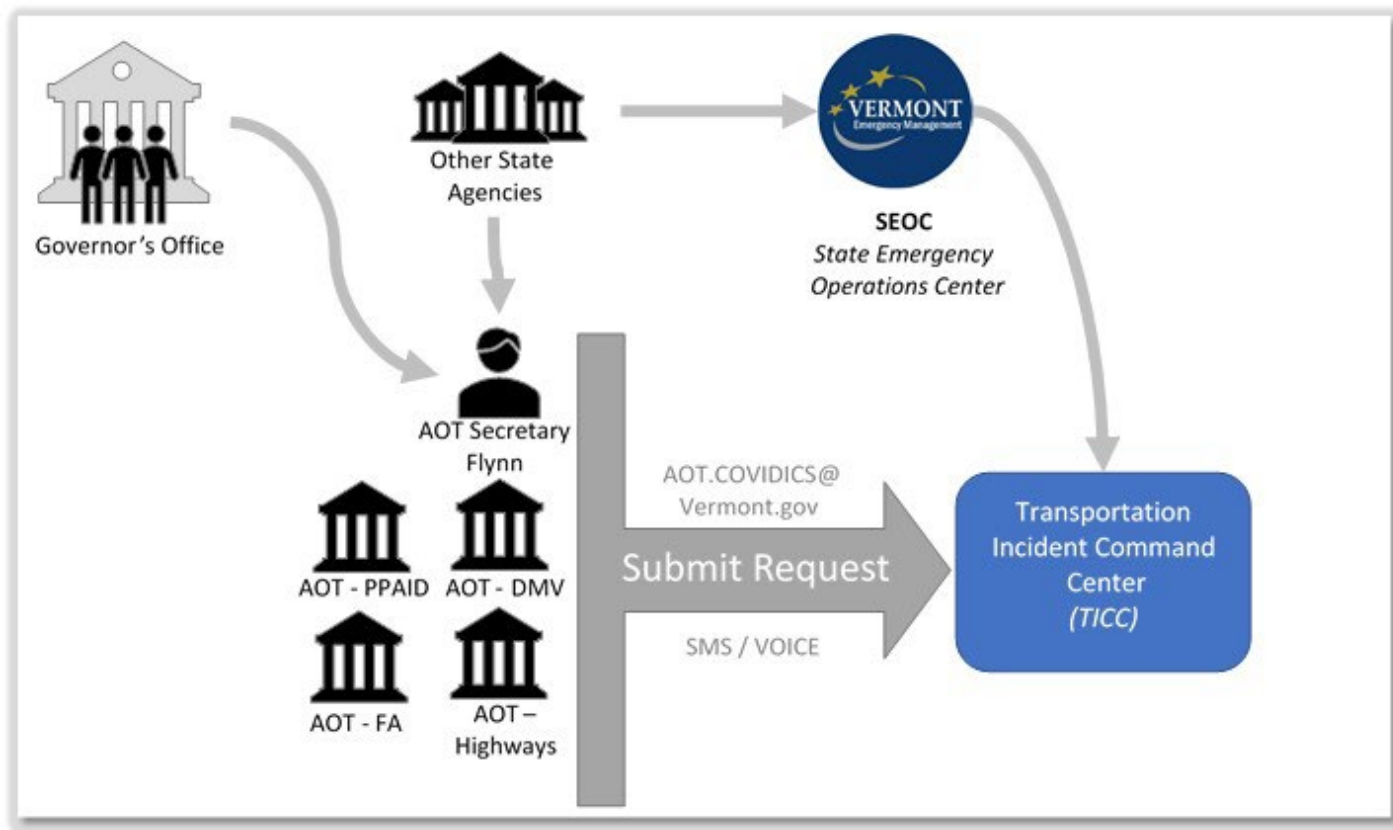 Governor's Office
Other State
Agencies
VERMONT
Emergency Management
SEOC
State Emergency
Operations Center
AOT Secretary
Flynn
AOT - PPAID
AOT - DMV
AOT - FA
AOT –
Highways
AOT.COVIDICS@
Vermont.gov
Submit Request
SMS / VOICE
Transportation
Incident Command
Center
(TICC)